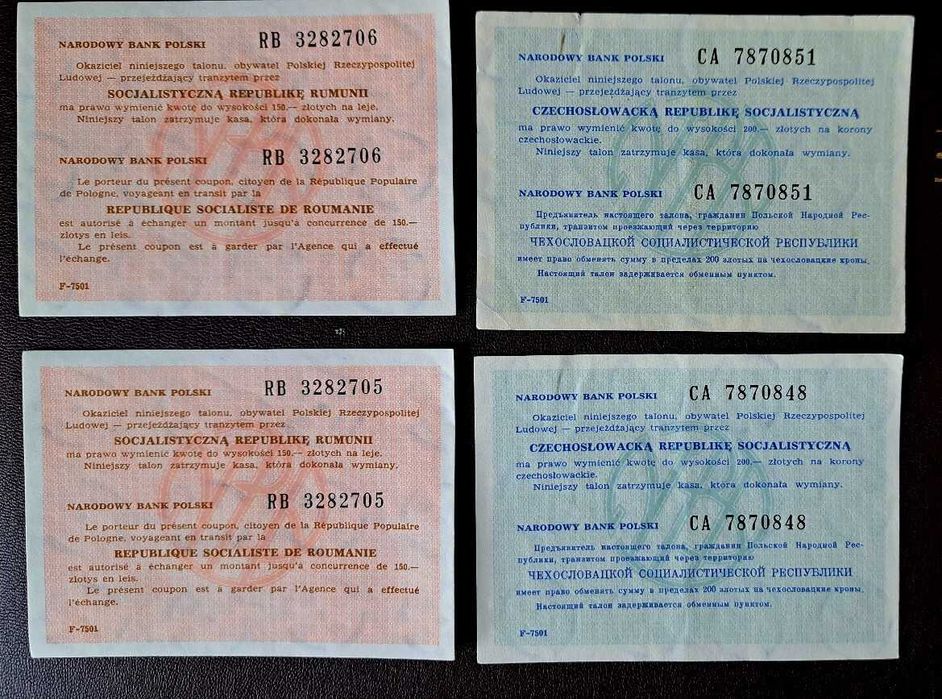 NARODOWY BANK POLSKI RB 3282706
Okaziciel niniejszego talonu, obywatel Polskiej Rzeczypospolitej
Ludowej — przejeżdżający tranzytem przez
SOCJALISTYCZNĄ REPUBLIKĘ RUMUNII
ma prawo wymienić kwotę do wysokości 150.— złotych na leje.
Niniejszy talon zatrzymuje kasa, która dokonała wymiany.
NARODOWY BANK POLSKI RB 3282706
Le porteur du présent coupon, citoyen de la République Populaire
de Pologne, voyageant en transit par la
REPUBLIQUE SOCIALISTE DE ROUMANIE
est autorisé à échanger un montant jusqu'a concurrence de 150.—
zlotys en leis.
Le présent coupon est à garder par l'Agence qui a effectué
l'échange.
F-7501
NARODOWY BANK POLSKI CA 7870851
Okaziciel niniejszego talonu, obywatel Polskiej Rzeczypospolitej
Ludowej — przejeżdżający tranzytem przez
CZECHOSŁOWACKĄ REPUBLIKĘ SOCJALISTYCZNĄ
ma prawo wymienić kwotę do wysokości 200.— złotych na korony
czechosłowackie.
Niniejszy talon zatrzymuje kasa, która dokonała wymiany.
NARODOWY BANK POLSKI CA 7870851
Предъявитель настоящего талона, гражданин Польской Народной Рес-
публики, транзитом проезжающий через территорию
ЧЕХОСЛОВАЦКОЙ СОЦИАЛИСТИЧЕСКОЙ РЕСПУБЛИКИ
имеет право обменять сумму в пределах 200 злотых на чехословацкие кроны.
Настоящий талон задерживается обменным пунктом.
F-7501
NARODOWY BANK POLSKI RB 3282705
Okaziciel niniejszego talonu, obywatel Polskiej Rzeczypospolitej
Ludowej — przejeżdżający tranzytem przez
SOCJALISTYCZNĄ REPUBLIKĘ RUMUNII
ma prawo wymienić kwotę do wysokości 150.— złotych na leje.
Niniejszy talon zatrzymuje kasa, która dokonała wymiany.
NARODOWY BANK POLSKI RB 3282705
Le porteur du présent coupon, citoyen de la République Populaire
de Pologne, voyageant en transit par la
REPUBLIQUE SOCIALISTE DE ROUMANIE
est autorisé à échanger un montant jusqu'a concurrence de 150.—
zlotys en leis.
Le présent coupon est à garder par l'Agence qui a effectué
l'échange.
F-7501
NARODOWY BANK POLSKI CA 7870848
Okaziciel niniejszego talonu, obywatel Polskiej Rzeczypospolitej
Ludowej — przejeżdżający tranzytem przez
CZECHOSŁOWACKĄ REPUBLIKĘ SOCJALISTYCZNĄ
ma prawo wymienić kwotę do wysokości 200.— złotych na korony
czechosłowackie.
Niniejszy talon zatrzymuje kasa, która dokonała wymiany.
NARODOWY BANK POLSKI CA 7870848
Предъявитель настоящего талона, гражданин Польской Народной Рес-
публики, транзитом проезжающий через территорию
ЧЕХОСЛОВАЦКОЙ СОЦИАЛИСТИЧЕСКОЙ РЕСПУБЛИКИ
имеет право обменять сумму в пределах 200 злотых на чехословацкие кроны.
Настоящий талон задерживается обменным пунктом.
F-7501